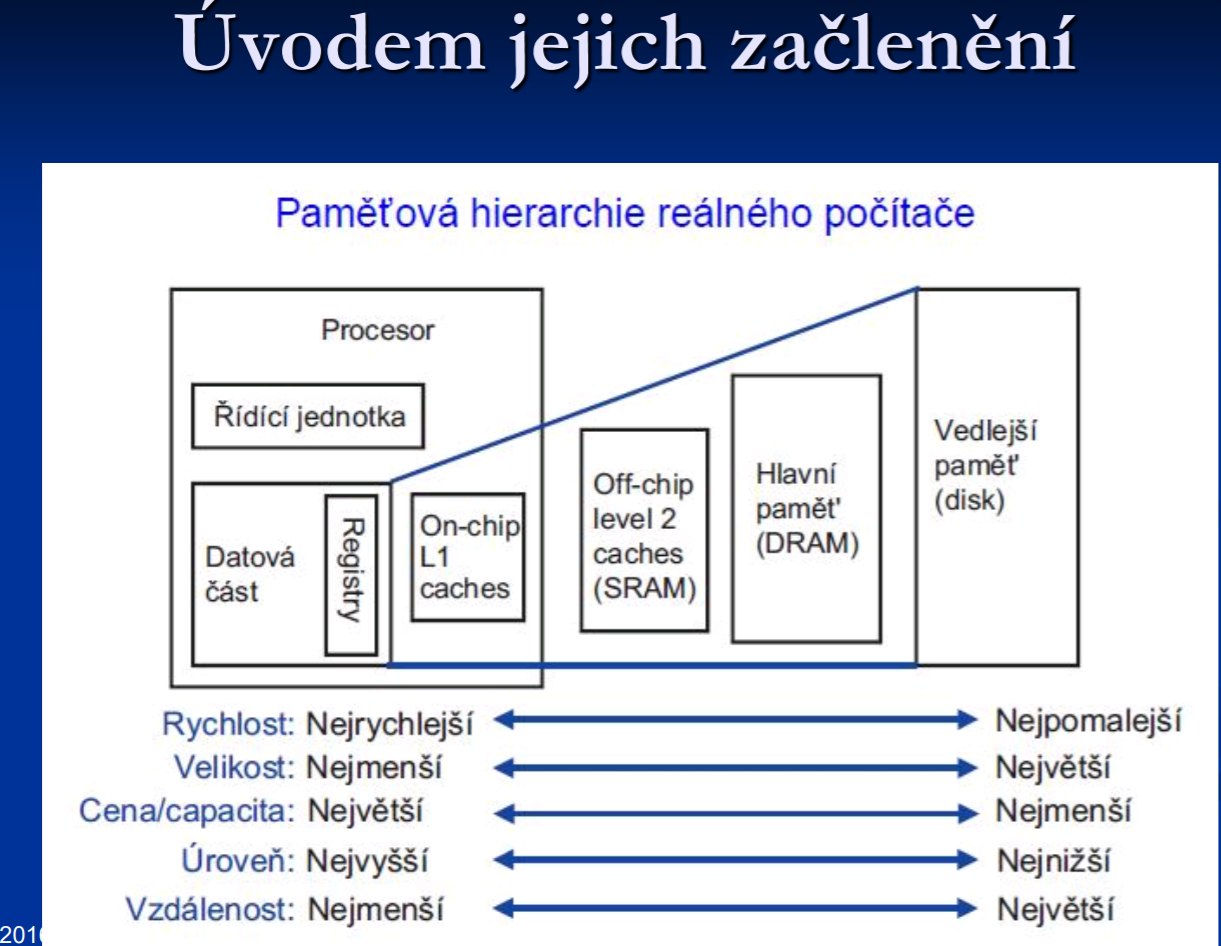 Úvodem jejich začlenění
Paměťová hierarchie reálného počítače
Procesor
Řídící jednotka
Datová
část
Registry
On-chip
L1
caches
Off-chip
level 2
caches
(SRAM)
Hlavní
paměť
(DRAM)
Vedlejší
paměť
(disk)
Rychlost: Nejrychlejší Nejpomalejší
Velikost: Nejmenší Největší
Cena/capacita: Největší Nejmenší
Úroveň: Nejvyšší Nejnižší
Vzdálenost: Nejmenší Největší